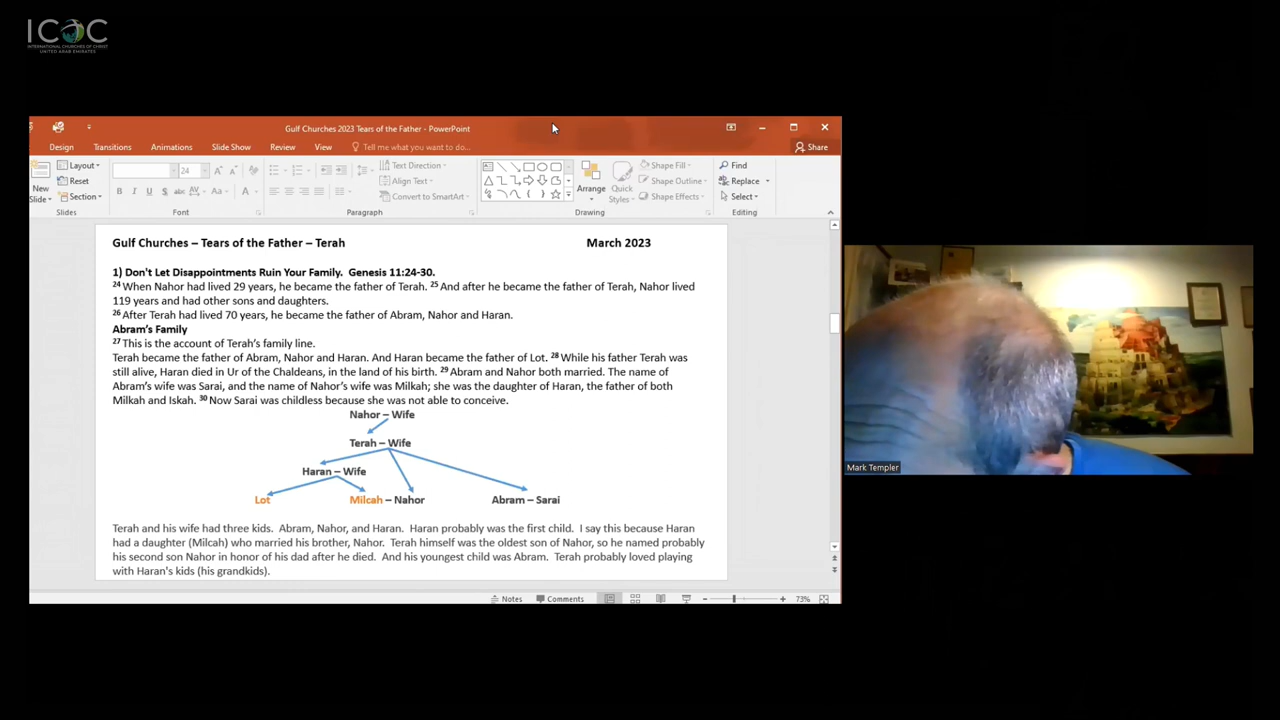 ICOC
INTERNATIONAL CHURCHES OF CHRIST
UNITED ARAB EMIRATES
Gulf Churches 2023 Tears of the Father - PowerPoint
Design Transitions Animations Slide Show Review View Tell me what you want to do... Share
New Slide
Layout
Reset
Section
Slides
24
B I U S abc AV Aa A
Font
Text Direction
Align Text
Convert to SmartArt
Paragraph
Arrange
Quick Styles
Shape Fill
Shape Outline
Shape Effects
Drawing
Find
Replace
Select
Editing
Gulf Churches – Tears of the Father – Terah March 2023
1) Don't Let Disappointments Ruin Your Family. Genesis 11:24-30.
24 When Nahor had lived 29 years, he became the father of Terah. 25 And after he became the father of Terah, Nahor lived
119 years and had other sons and daughters.
26 After Terah had lived 70 years, he became the father of Abram, Nahor and Haran.
Abram's Family
27 This is the account of Terah's family line.
Terah became the father of Abram, Nahor and Haran. And Haran became the father of Lot. 28 While his father Terah was
still alive, Haran died in Ur of the Chaldeans, in the land of his birth. 29 Abram and Nahor both married. The name of
Abram's wife was Sarai, and the name of Nahor's wife was Milkah; she was the daughter of Haran, the father of both
Milkah and Iskah. 30 Now Sarai was childless because she was not able to conceive.
Nahor – Wife
Terah – Wife
Haran – Wife
Lot Milcah – Nahor Abram – Sarai
Terah and his wife had three kids. Abram, Nahor, and Haran. Haran probably was the first child. I say this because Haran
had a daughter (Milcah) who married his brother, Nahor. Terah himself was the oldest son of Nahor, so he named probably
his second son Nahor in honor of his dad after he died. And his youngest child was Abram. Terah probably loved playing
with Haran's kids (his grandkids).
Notes Comments 73%
Mark Templer